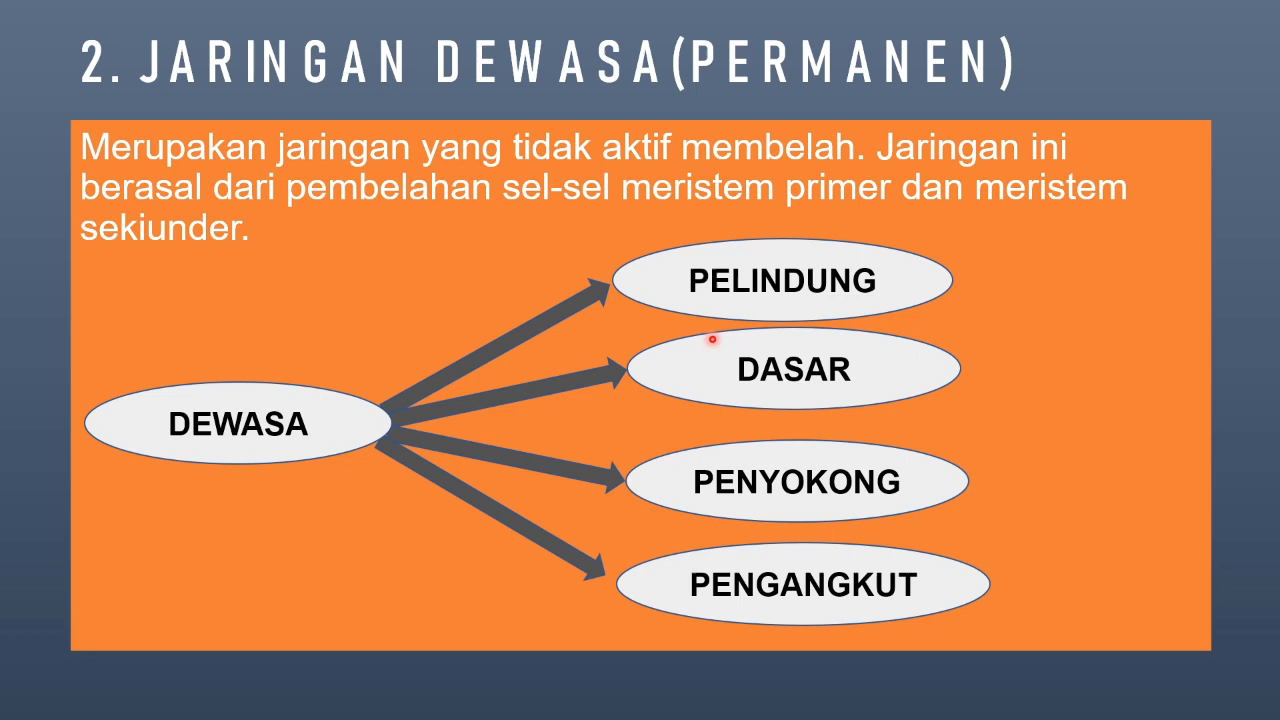 2. JARINGAN DEWASA(PERMANEN)
Merupakan jaringan yang tidak aktif membelah. Jaringan ini
berasal dari pembelahan sel-sel meristem primer dan meristem
sekiunder.
PELINDUNG
DASAR
DEWASA
PENYOKONG
PENGANGKUT